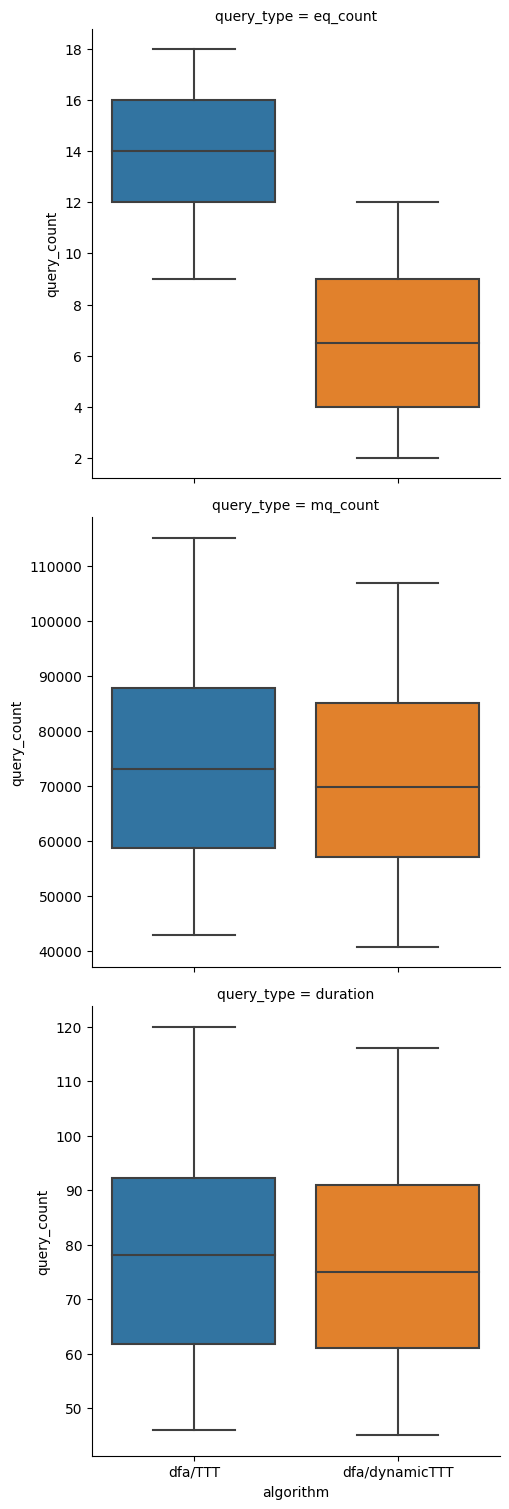 query_type = eq_count
18
16
14
12
10
8
6
4
2
query_count
query_type = mq_count
110000
100000
90000
80000
70000
60000
50000
40000
query_count
query_type = duration
120
110
100
90
80
70
60
50
query_count
dfa/TTT
dfa/dynamicTTT
algorithm